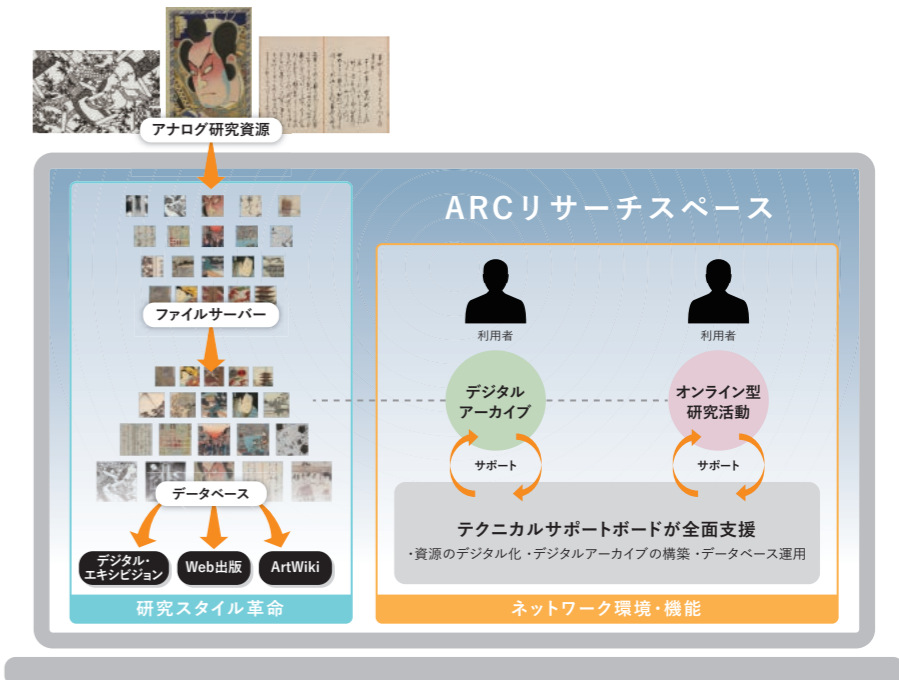 アナログ研究資源
ARCリサーチスペース
ファイルサーバー
データベース
デジタル・
エキシビジョン
Web出版
ArtWiki
研究スタイル革命
利用者
利用者
デジタル
アーカイブ
オンライン型
研究活動
サポート
サポート
テクニカルサポートボードが全面支援
・資源のデジタル化 ・デジタルアーカイブの構築 ・データベース運用
ネットワーク環境・機能